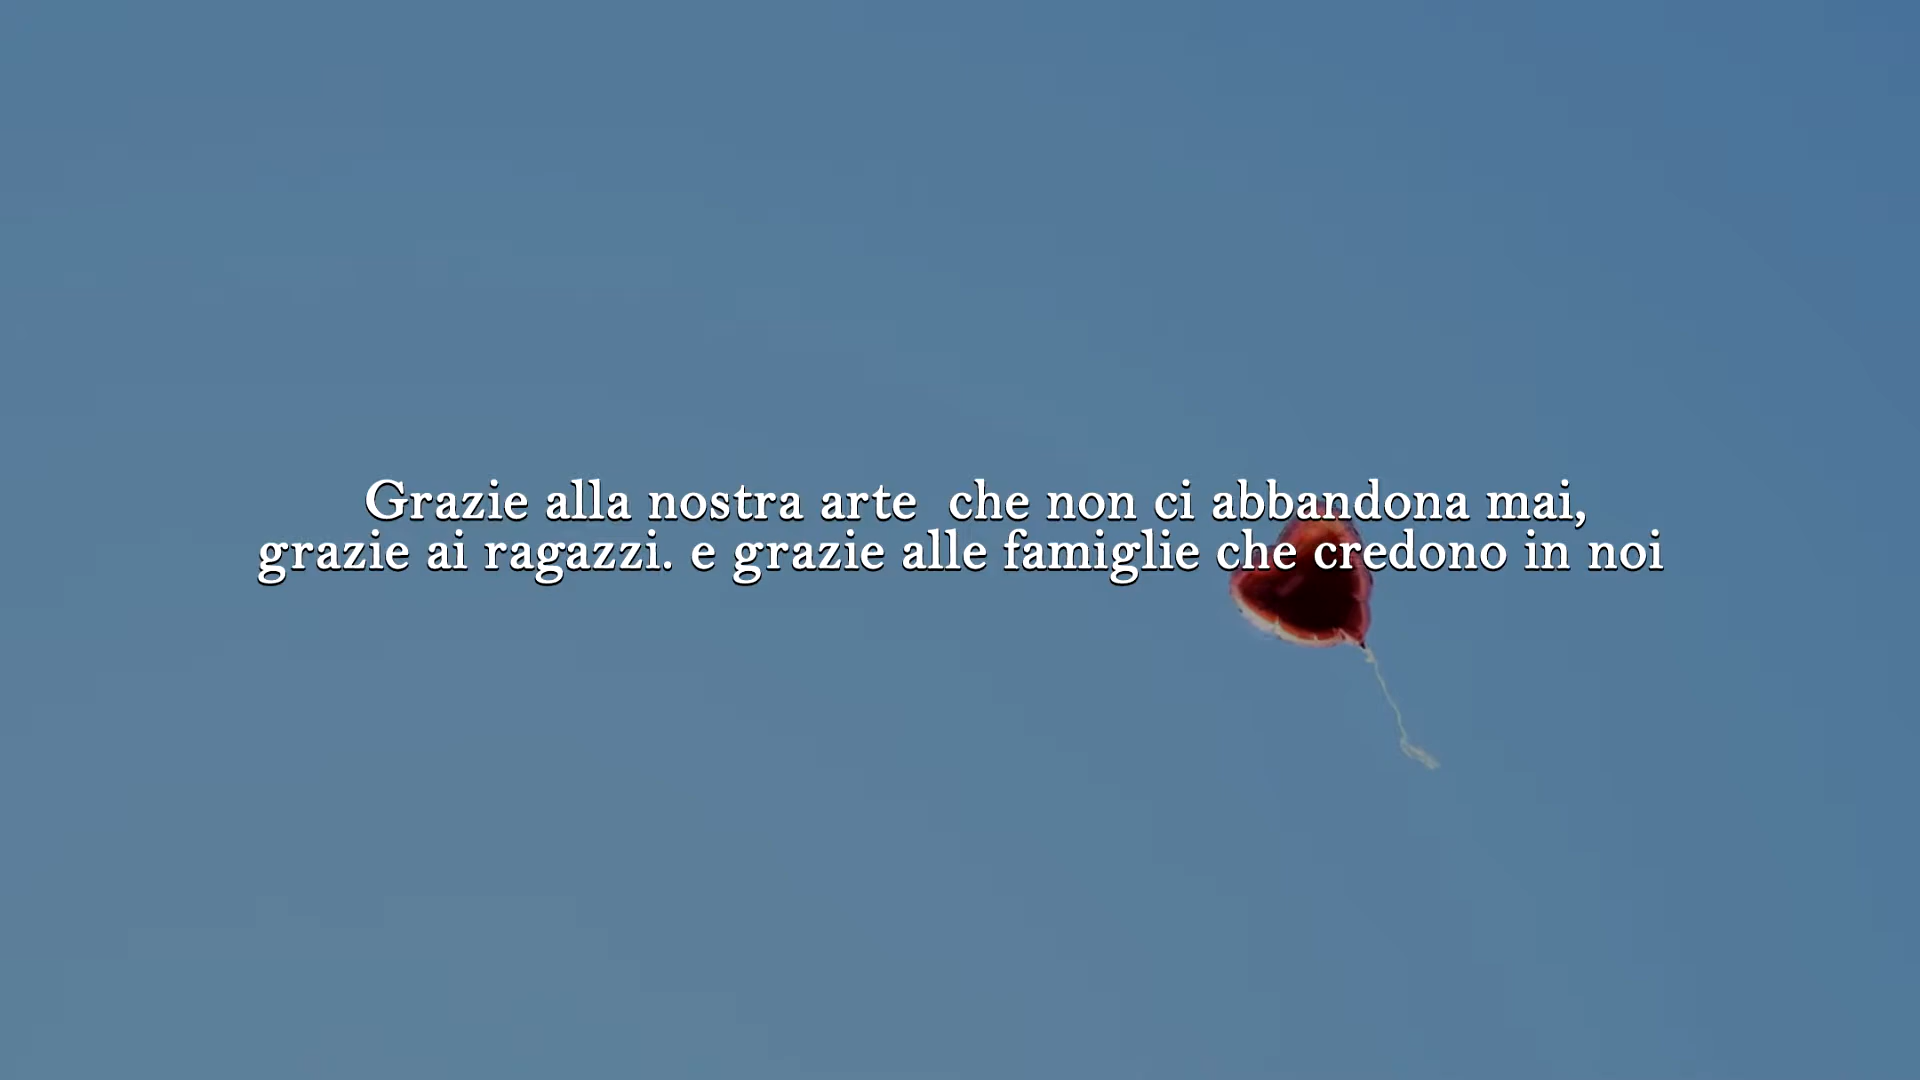 Grazie alla nostra arte  che non ci abbandona mai,
grazie ai ragazzi. e grazie alle famiglie che credono in noi